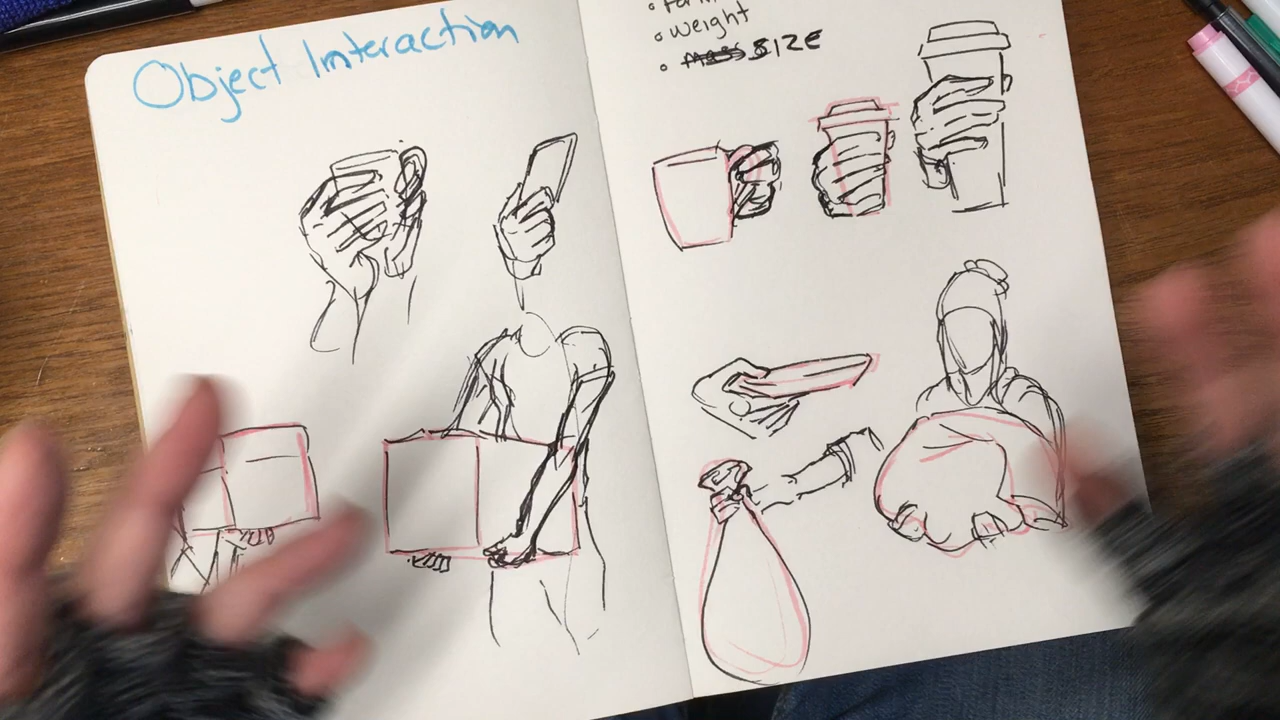 Object Interaction
• Weight
• SIZE